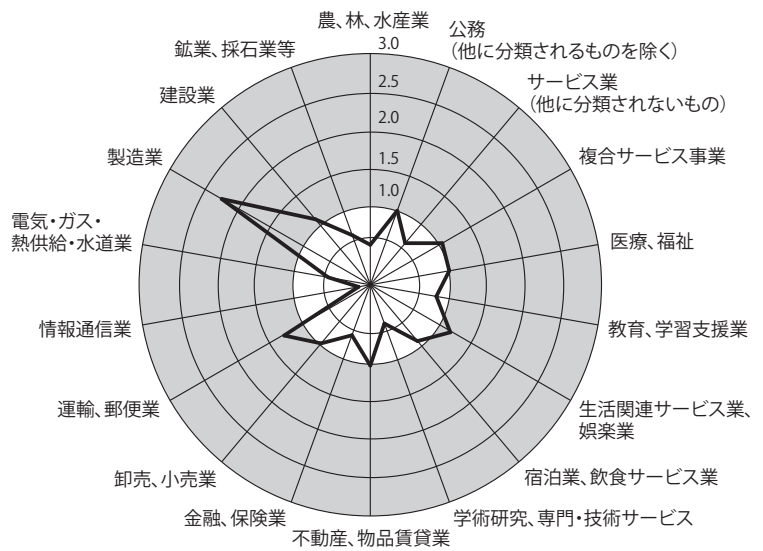 農、林、水産業
公務
(他に分類されるものを除く)
サービス業
(他に分類されないもの)
複合サービス事業
医療、福祉
教育、学習支援業
生活関連サービス業、
娯楽業
宿泊業、飲食サービス業
学術研究、専門・技術サービス
不動産、物品賃貸業
金融、保険業
卸売、小売業
運輸、郵便業
情報通信業
電気・ガス・
熱供給・水道業
製造業
建設業
鉱業、採石業等
3.0
2.5
2.0
1.5
1.0